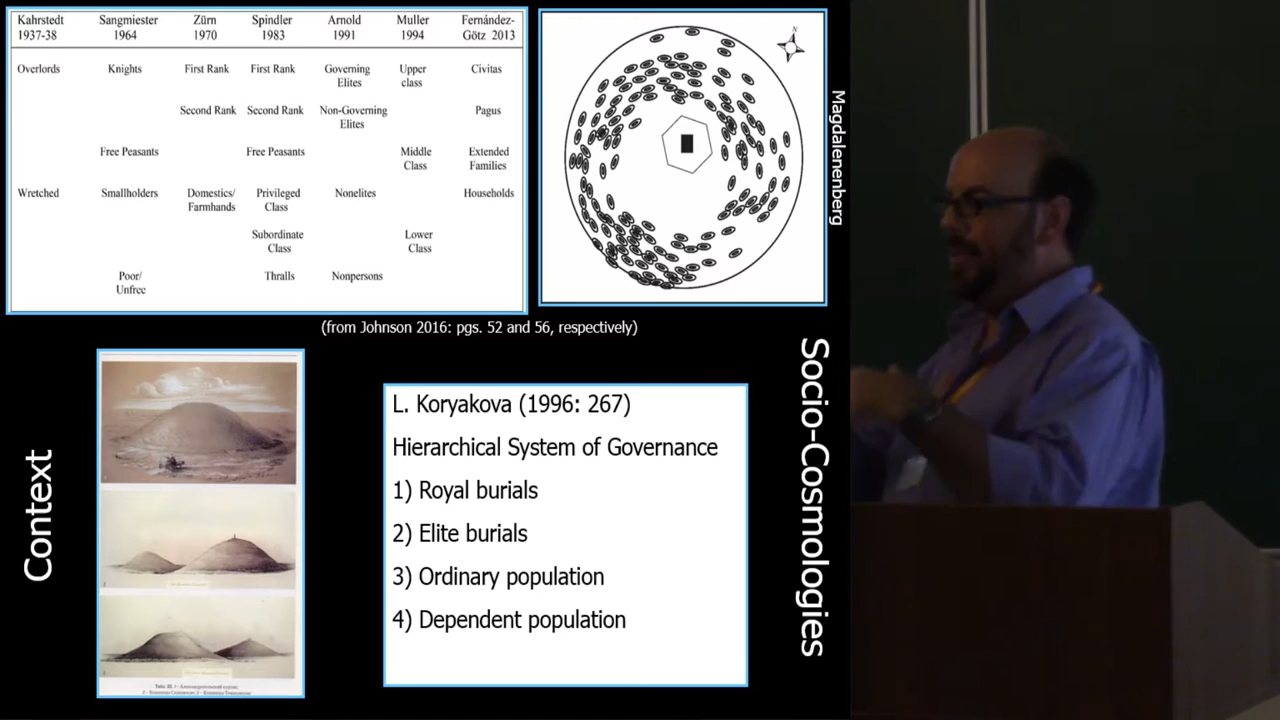 Kahrstedt Sangmiester Zürn Spindler Arnold Muller Fernández-
1937-38 1964 1970 1983 1991 1994 Götz 2013
Overlords Knights First Rank First Rank Governing Upper Civitas
Elites class
Second Rank Second Rank Non-Governing Pagus
Elites
Free Peasants Free Peasants Middle Extended
Class Families
Wretched Smallholders Domestics/ Privileged Nonelites Households
Farmhands Class
Subordinate Lower
Class Class
Poor/ Thralls Nonpersons
Unfree
N
Magdalenenberg
(from Johnson 2016: pgs. 52 and 56, respectively)
Context
L. Koryakova (1996: 267)
Hierarchical System of Governance
1) Royal burials
2) Elite burials
3) Ordinary population
4) Dependent population
Socio-Cosmologies